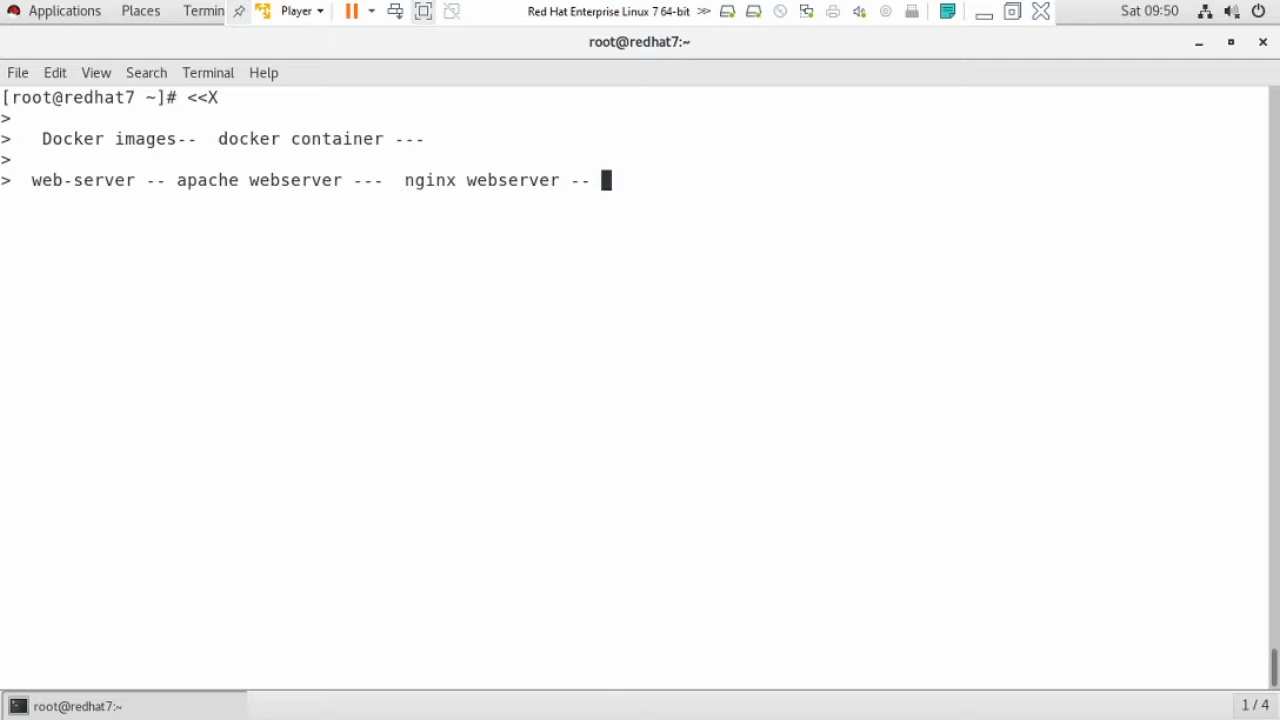 Applications Places Termin Player Red Hat Enterprise Linux 7 64-bit Sat 09:50
root@redhat7:~
File Edit View Search Terminal Help
[root@redhat7 ~]# <<X
>
> Docker images-- docker container ---
>
> web-server -- apache webserver --- nginx webserver --
root@redhat7:~ 1 / 4